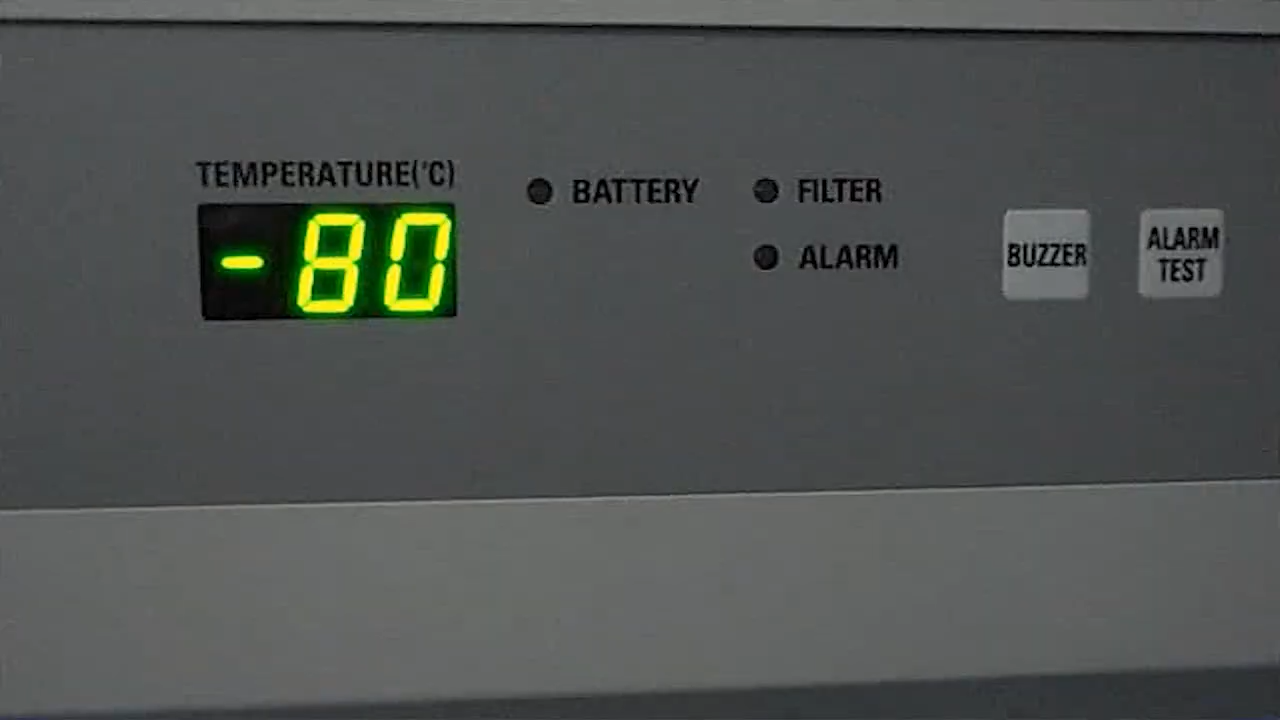 TEMPERATURE(°C)
-80
BATTERY
FILTER
ALARM
BUZZER
ALARM
TEST